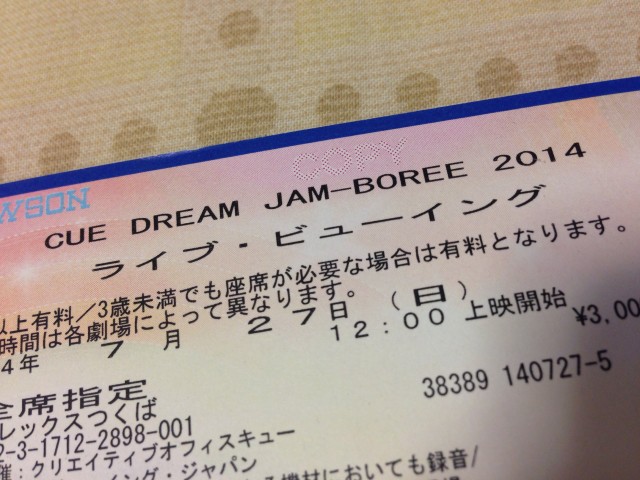 COPY
WSON
CUE DREAM JAM-BOREE 2014
ライブ・ビューイング
以上有料/3歳未満でも座席が必要な場合は有料となります。
時間は各劇場によって異なります。
4年 7月 27日(日) 12:00上映開始 ¥3,00
全席指定 38389 140727-5
レックスつくば
2-3-1712-2898-001
催:クリエイティブオフィスキュー
イング・ジャパン
機材においても録音/